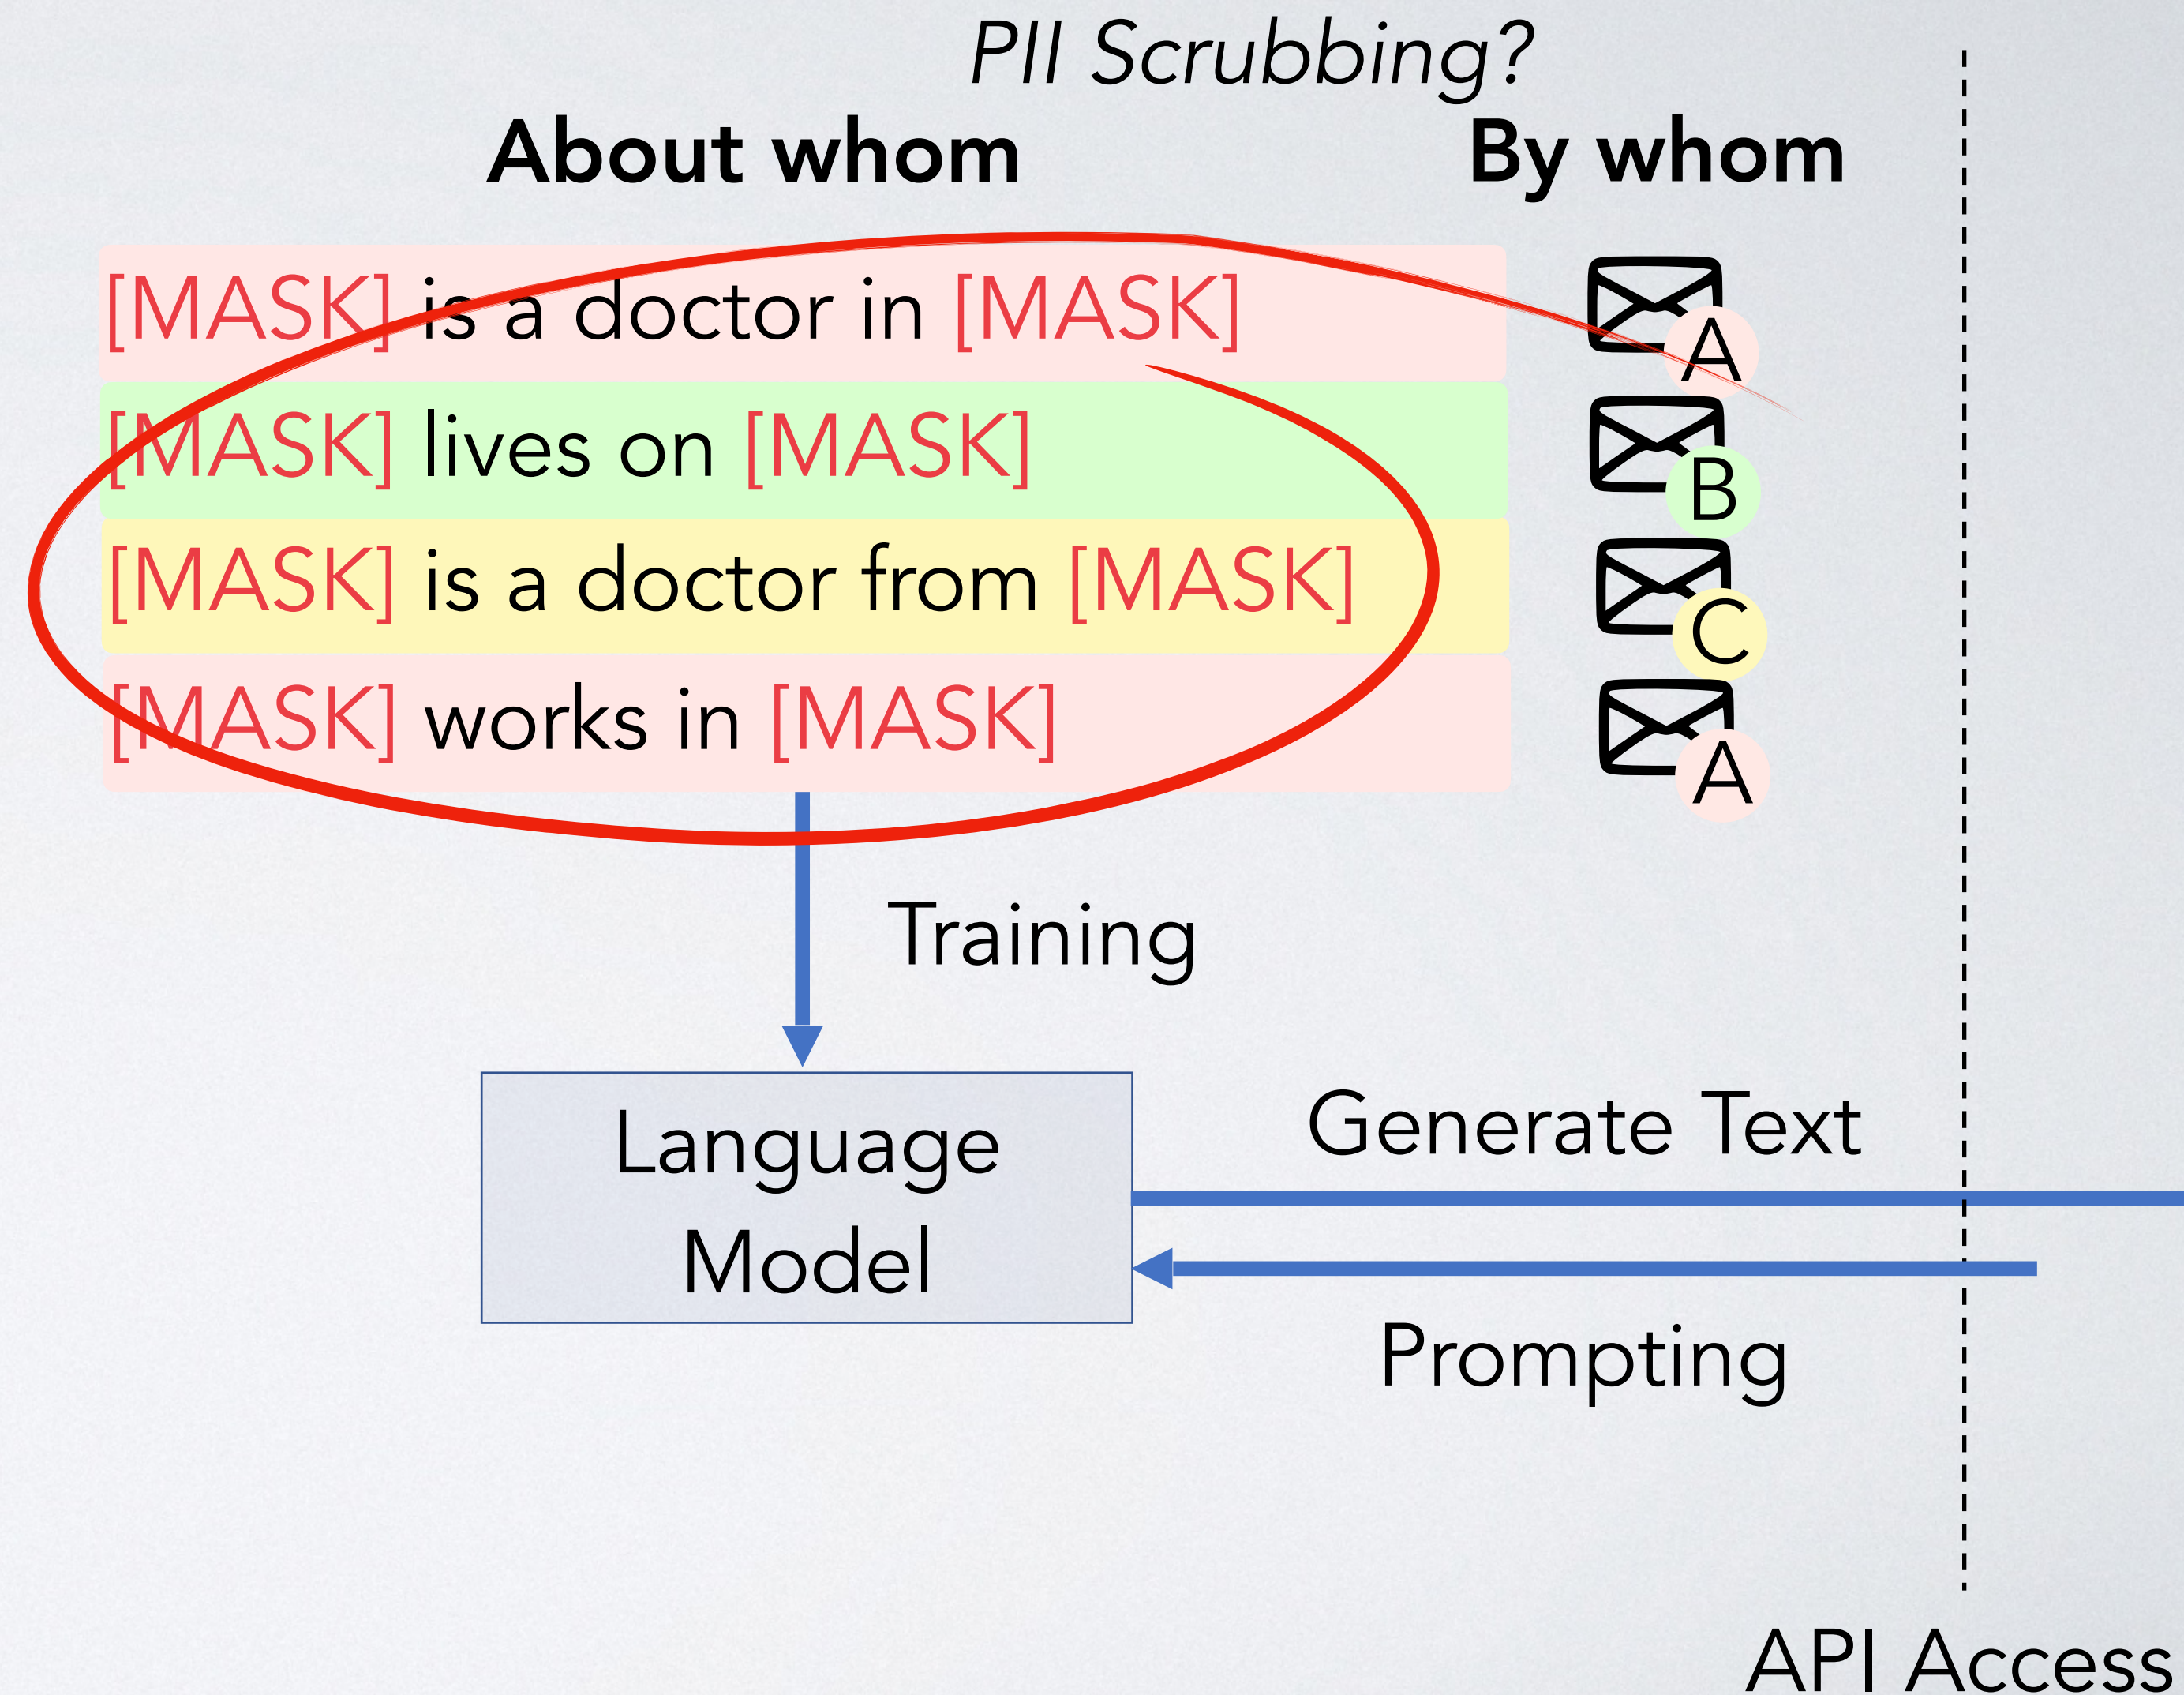 PII Scrubbing?
About whom
By whom
[MASK] is a doctor in [MASK]
A
[MASK] lives on [MASK]
B
[MASK] is a doctor from [MASK]
C
[MASK] works in [MASK]
A
Training
Language
Model
Generate Text
Prompting
API Access